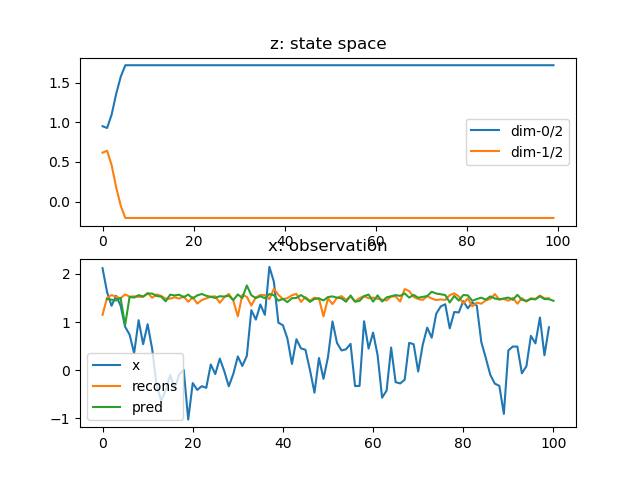 z: state space
1.5
1.0
0.5
0.0
dim-0/2
dim-1/2
0 20 40 60 80 100
x: observation
2
1
0
−1
x
recons
pred
0 20 40 60 80 100